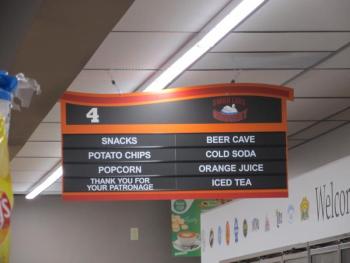 4
SNACKS
POTATO CHIPS
POPCORN
THANK YOU FOR
YOUR PATRONAGE
BEER CAVE
COLD SODA
ORANGE JUICE
ICED TEA
Welcom